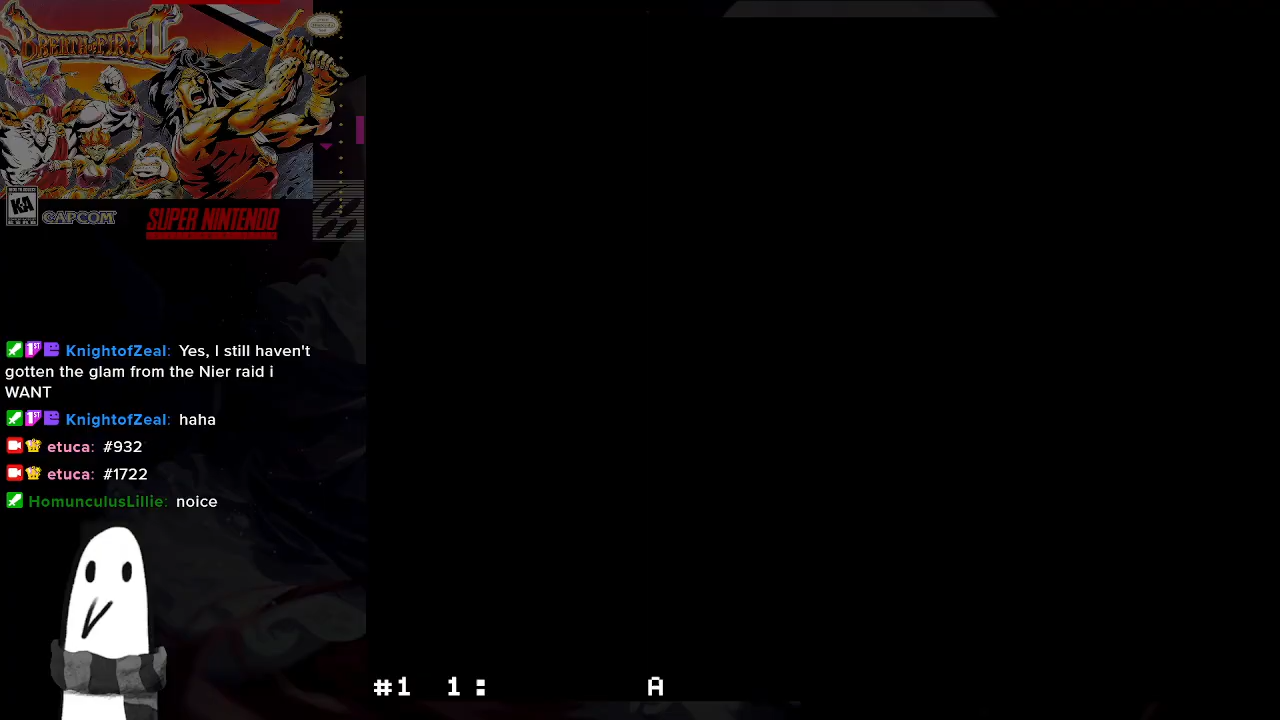 BREATH OF FIRE II
K-A
CAPCOM
SUPER NINTENDO
KnightofZeal: Yes, I still haven't
gotten the glam from the Nier raid i
WANT
KnightofZeal: haha
etuca: #932
etuca: #1722
HomunculusLillie: noice
#1 1: A